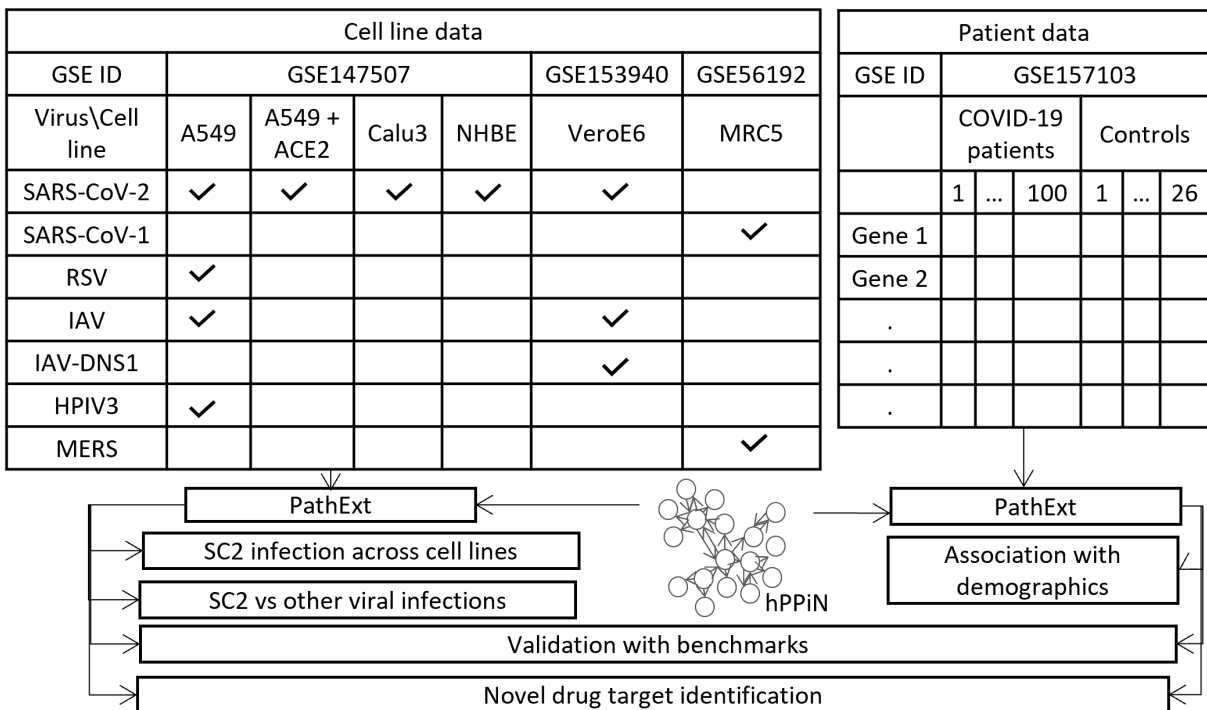 Cell line data
GSE ID GSE147507 GSE153940 GSE56192
Virus\Cell line A549 A549 + ACE2 Calu3 NHBE VeroE6 MRC5
SARS-CoV-2 ✓ ✓ ✓ ✓ ✓
SARS-CoV-1 ✓
RSV ✓
IAV ✓ ✓
IAV-DNS1 ✓
HPIV3 ✓
MERS ✓
Patient data
GSE ID GSE157103
COVID-19 patients Controls
1 ... 100 1 ... 26
Gene 1
Gene 2
.
.
.
PathExt
SC2 infection across cell lines
SC2 vs other viral infections
hPPiN
PathExt
Association with
demographics
Validation with benchmarks
Novel drug target identification